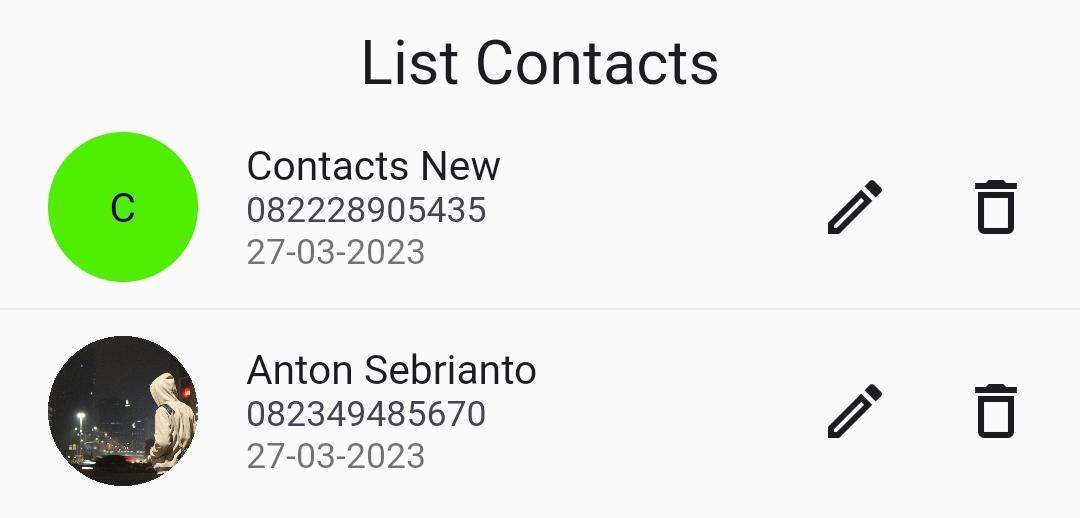 List Contacts
C
Contacts New
082228905435
27-03-2023
Anton Sebrianto
082349485670
27-03-2023